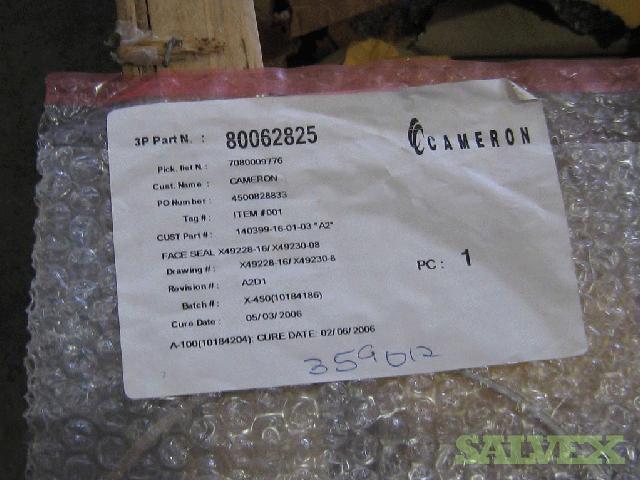 3P Part N. : 80062825
CAMERON
Pick. list N.: 7080009776
Cust. Name : CAMERON
PO Number : 4500828833
Tag # : ITEM #001
CUST Part # : 140399-16-01-03 "A2"
FACE SEAL X49228-16/ X49230-08
Drawing # : X49228-16/ X49230-8
PC : 1
Revision # : A2D1
Batch # : X-450(10184186)
Cure Date : 05/03/2006
A-100(10184204): CURE DATE: 02/06/2006
359012
SALVEX